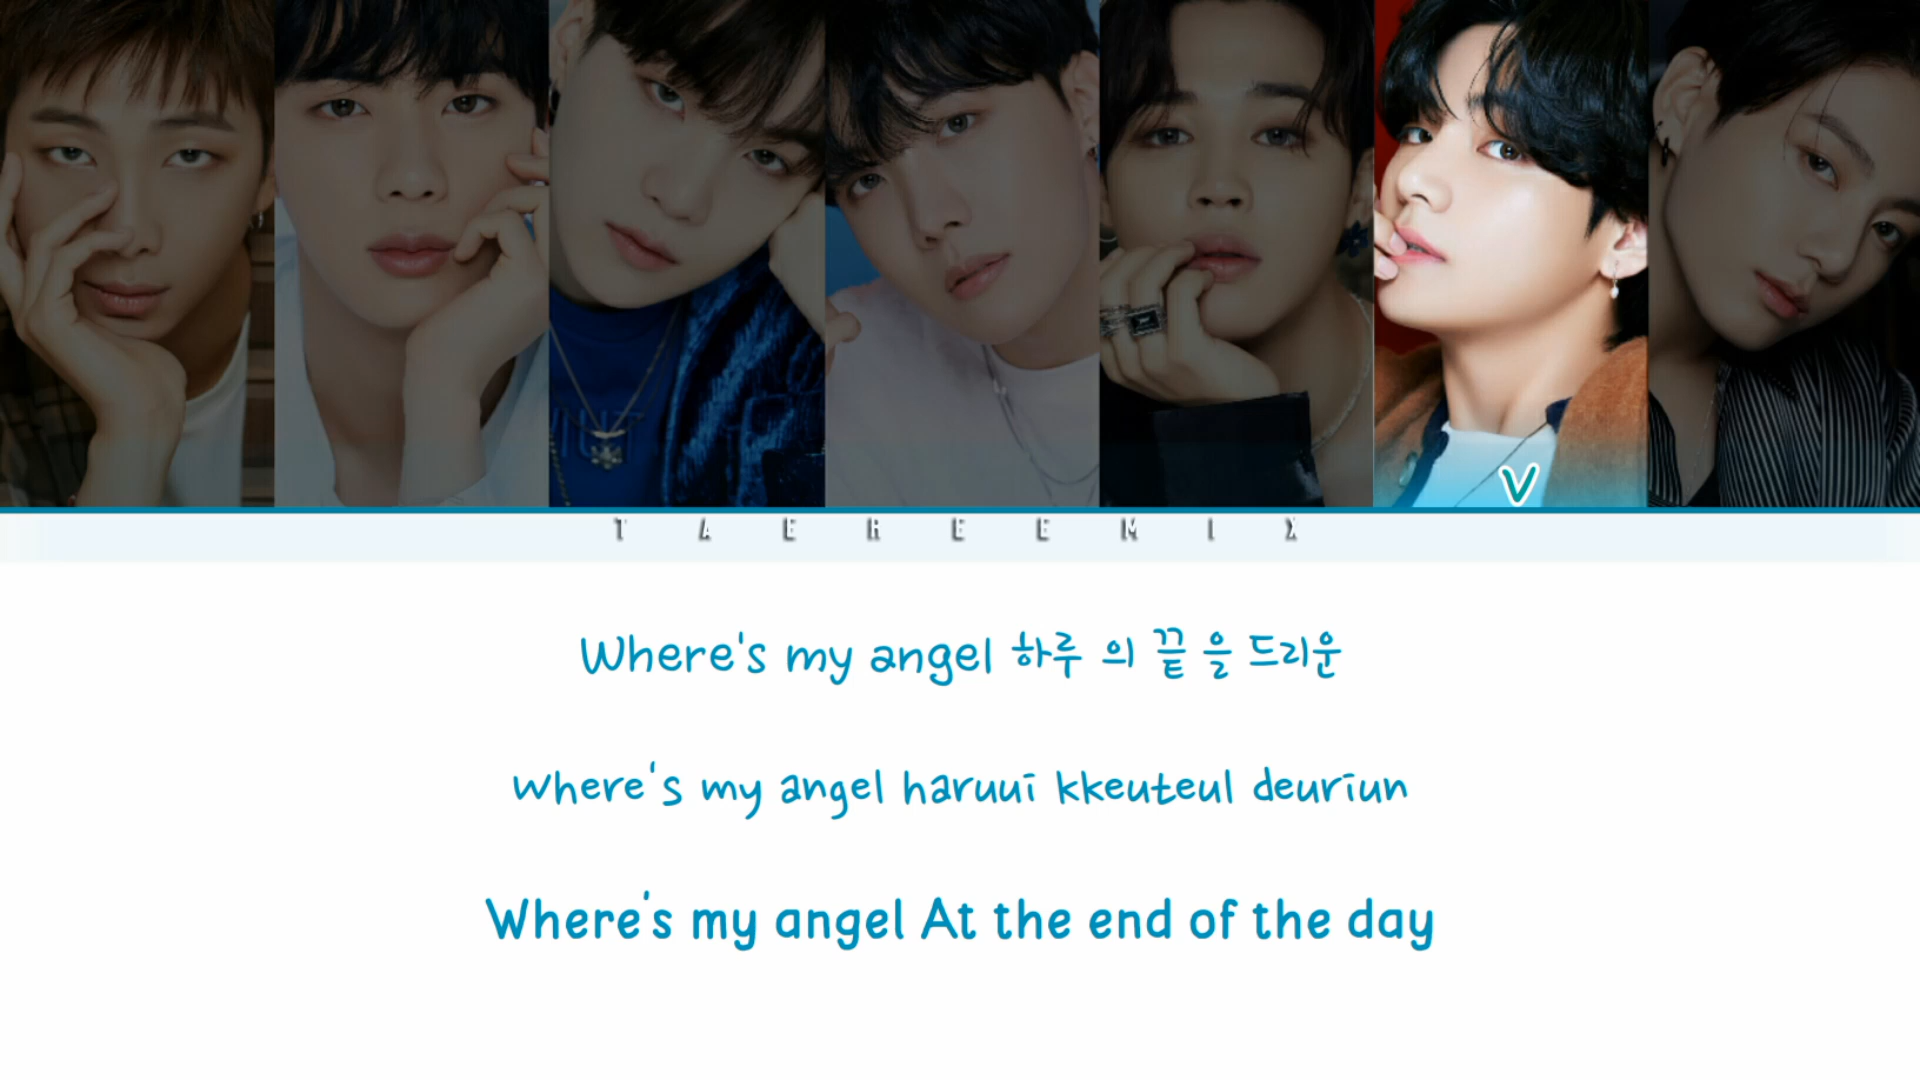 V
TAEREEMIX
Where's my angel 하루 의 끝 을 드리운
Where's my angel haruui kkeuteul deuriun
Where's my angel At the end of the day